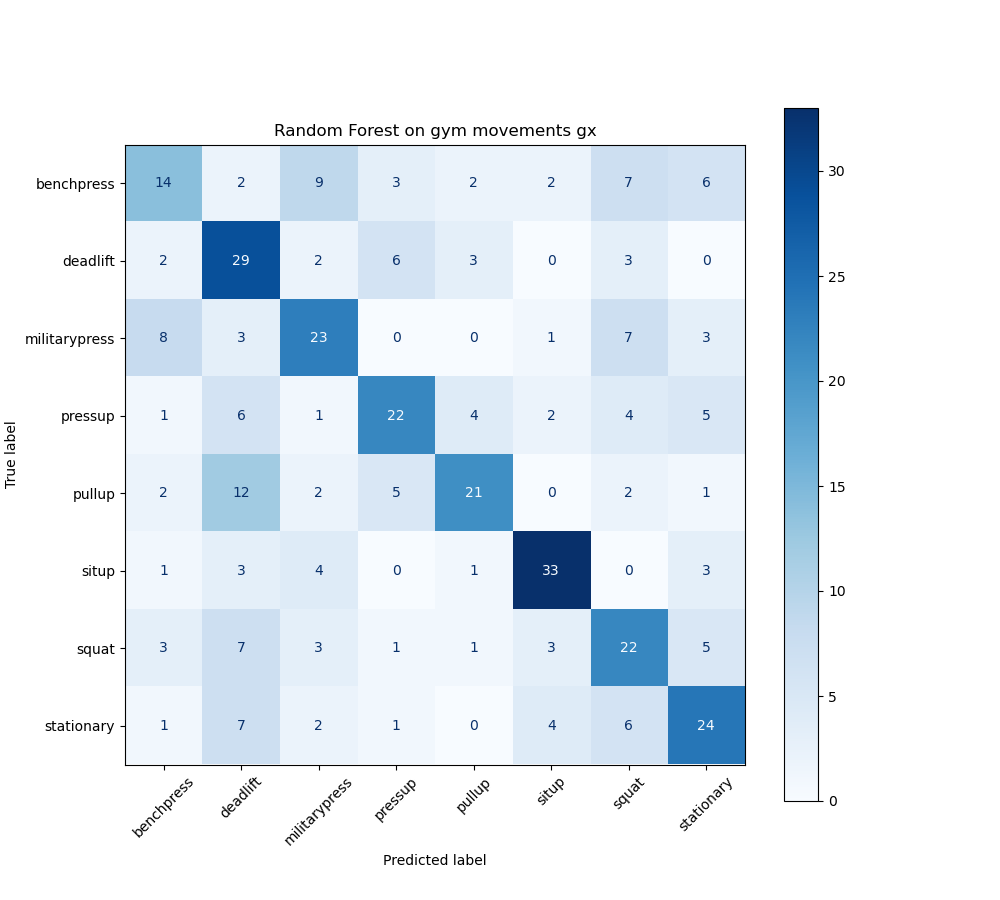 Random Forest on gym movements gx
benchpress 14 2 9 3 2 2 7 6
deadlift 2 29 2 6 3 0 3 0
militarypress 8 3 23 0 0 1 7 3
pressup 1 6 1 22 4 2 4 5
pullup 2 12 2 5 21 0 2 1
situp 1 3 4 0 1 33 0 3
squat 3 7 3 1 1 3 22 5
stationary 1 7 2 1 0 4 6 24
True label
benchpress deadlift militarypress pressup pullup situp squat stationary
Predicted label
30
25
20
15
10
5
0